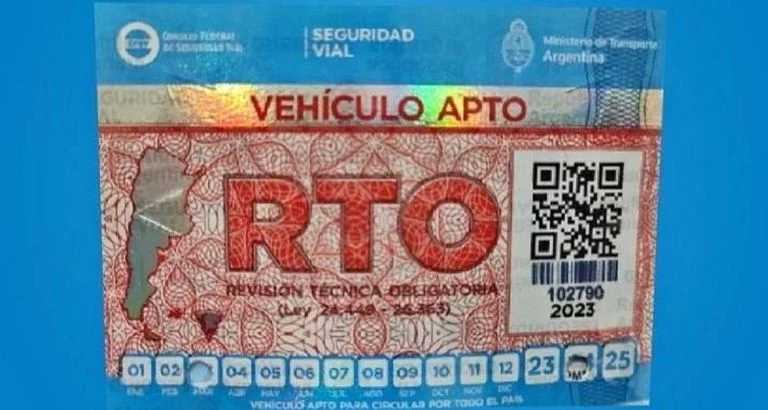 CONSEJO FEDERAL
DE SEGURIDAD VIAL
SEGURIDAD
VIAL
Ministerio de Transporte
Argentina
VEHÍCULO APTO
RTO
REVISIÓN TÉCNICA OBLIGATORIA
(Ley 24.449 - 26.363)
102790
2023
01 02 04 05 06 07 08 09 10 11 12 23 25
ENE FEB MAR ABR MAY JUN JUL AGO SEP OCT NOV DIC
VEHÍCULO APTO PARA CIRCULAR POR TODO EL PAÍS